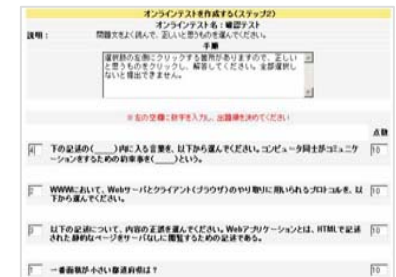 オンラインテストを作成する(ステップ2)
オンラインテスト名：確認テスト
説明： 問題文をよく読んで、正しいと思うものを選んでください。
手順
選択肢の左側にクリックする箇所がありますので、正しい
と思うものをクリックし、解答してください。全部選択し
ないと提出できません。
※左の空欄に数字を入力し、出題順を決めてください
点数
下の記述の(____)内に入る言葉を、以下から選んでください。コンピュータ同士がコミュニケ
ーションをするための約束事を(____)という。
10
WWWにおいて、Webサーバとクライアント(ブラウザ)のやり取りに用いられるプロトコルを、以
下から選んでください。
10
以下の記述について、内容の正誤を選んでください。Webアプリケーションとは、HTMLで記述
された静的なページをサーバなしに閲覧するための記述である。
10
一番面積が小さい都道府県は？
10